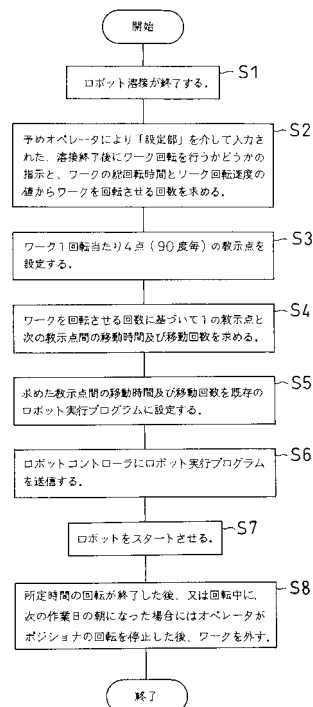 開始
S1
ロボット溶接が終了する。
S2
予めオペレータにより「設定部」を介して入力さ
れた、溶接終了後にワーク回転を行うかどうかの
指示と、ワークの総回転時間とワーク回転速度の
値からワークを回転させる回数を求める。
S3
ワーク1回転当たり4点(90度毎)の教示点を
設定する。
S4
ワークを回転させる回数に基づいて1の教示点と
次の教示点間の移動時間及び移動回数を求める。
S5
求めた教示点間の移動時間及び移動回数を既存の
ロボット実行プログラムに設定する。
S6
ロボットコントローラにロボット実行プログラム
を送信する。
S7
ロボットをスタートさせる。
S8
所定時間の回転が終了した後、又は回転中に、
次の作業日の朝になった場合にはオペレータが
ポジショナの回転を停止した後、ワークを外す。
終了